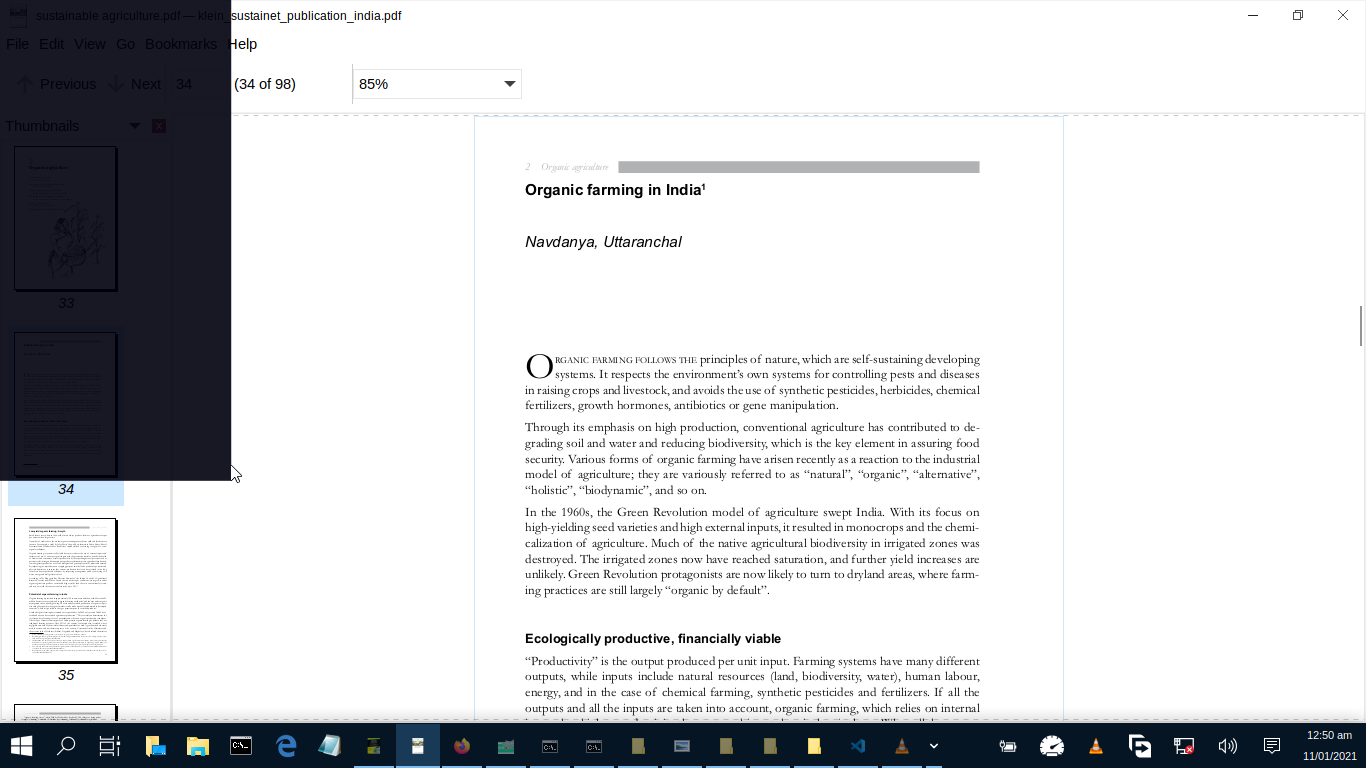 sustainable agriculture.pdf — klein_sustainet_publication_india.pdf
File Edit View Go Bookmarks Help
Previous Next 34 (34 of 98) 85%
Thumbnails
33
34
35
2 Organic agriculture
Organic farming in India¹
Navdanya, Uttaranchal
ORGANIC FARMING FOLLOWS THE principles of nature, which are self-sustaining developing
systems. It respects the environment’s own systems for controlling pests and diseases
in raising crops and livestock, and avoids the use of synthetic pesticides, herbicides, chemical
fertilizers, growth hormones, antibiotics or gene manipulation.
Through its emphasis on high production, conventional agriculture has contributed to de-
grading soil and water and reducing biodiversity, which is the key element in assuring food
security. Various forms of organic farming have arisen recently as a reaction to the industrial
model of agriculture; they are variously referred to as “natural”, “organic”, “alternative”,
“holistic”, “biodynamic”, and so on.
In the 1960s, the Green Revolution model of agriculture swept India. With its focus on
high-yielding seed varieties and high external inputs, it resulted in monocrops and the chemi-
calization of agriculture. Much of the native agricultural biodiversity in irrigated zones was
destroyed. The irrigated zones now have reached saturation, and further yield increases are
unlikely. Green Revolution protagonists are now likely to turn to dryland areas, where farm-
ing practices are still largely “organic by default”.
Ecologically productive, financially viable
“Productivity” is the output produced per unit input. Farming systems have many different
outputs, while inputs include natural resources (land, biodiversity, water), human labour,
energy, and in the case of chemical farming, synthetic pesticides and fertilizers. If all the
outputs and all the inputs are taken into account, organic farming, which relies on internal
12:50 am
11/01/2021